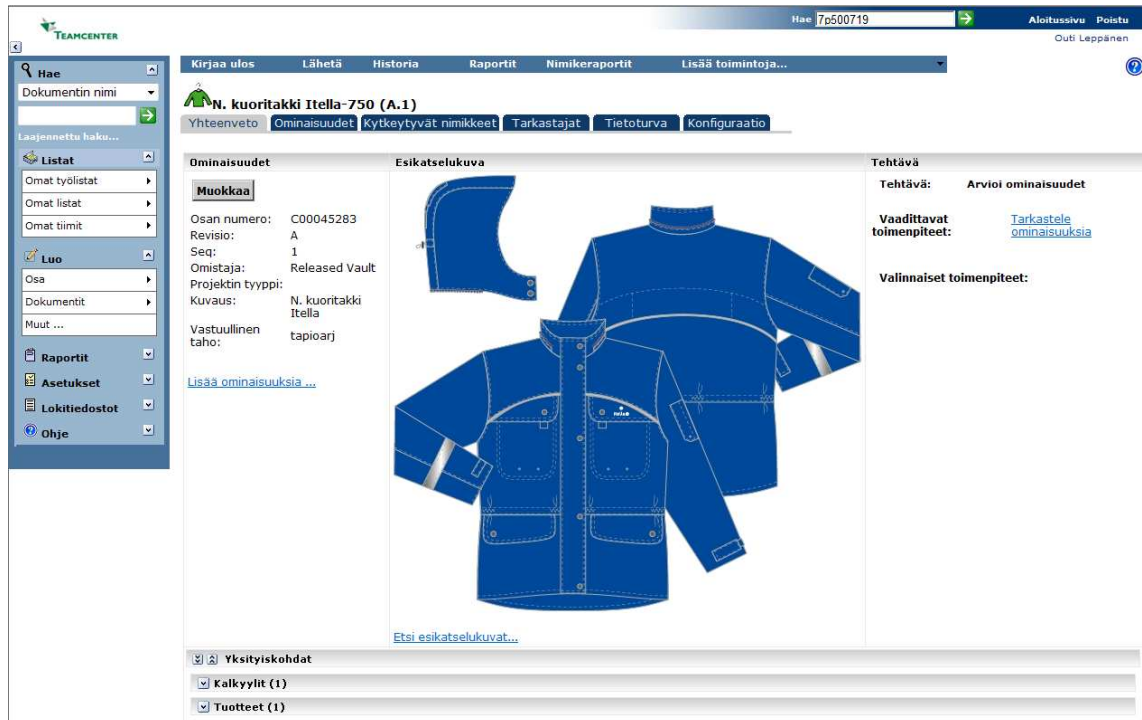 TEAMCENTER
Hae 7p500719
Aloitussivu Poistu
Outi Leppänen
Hae
Dokumentin nimi
Laajennettu haku...
Listat
Omat työlistat
Omat listat
Omat tiimit
Luo
Osa
Dokumentit
Muut ...
Raportit
Asetukset
Lokitiedostot
Ohje
Kirjaa ulos Lähetä Historia Raportit Nimikeraportit Lisää toimintoja...
N. kuoritakki Itella-750 (A.1)
Yhteenveto Ominaisuudet Kytkeytyvät nimikkeet Tarkastajat Tietoturva Konfiguraatio
Ominaisuudet
Muokkaa
Osan numero: C00045283
Revisio: A
Seq: 1
Omistaja: Released Vault
Projektin tyyppi:
Kuvaus: N. kuoritakki
Itella
Vastuullinen
taho: tapioarj
Lisää ominaisuuksia ...
Esikatselukuva
Etsi esikatselukuvat...
Tehtävä
Tehtävä: Arvioi ominaisuudet
Vaadittavat
toimenpiteet:
Tarkastele
ominaisuuksia
Valinnaiset toimenpiteet:
Yksityiskohdat
Kalkyylit (1)
Tuotteet (1)